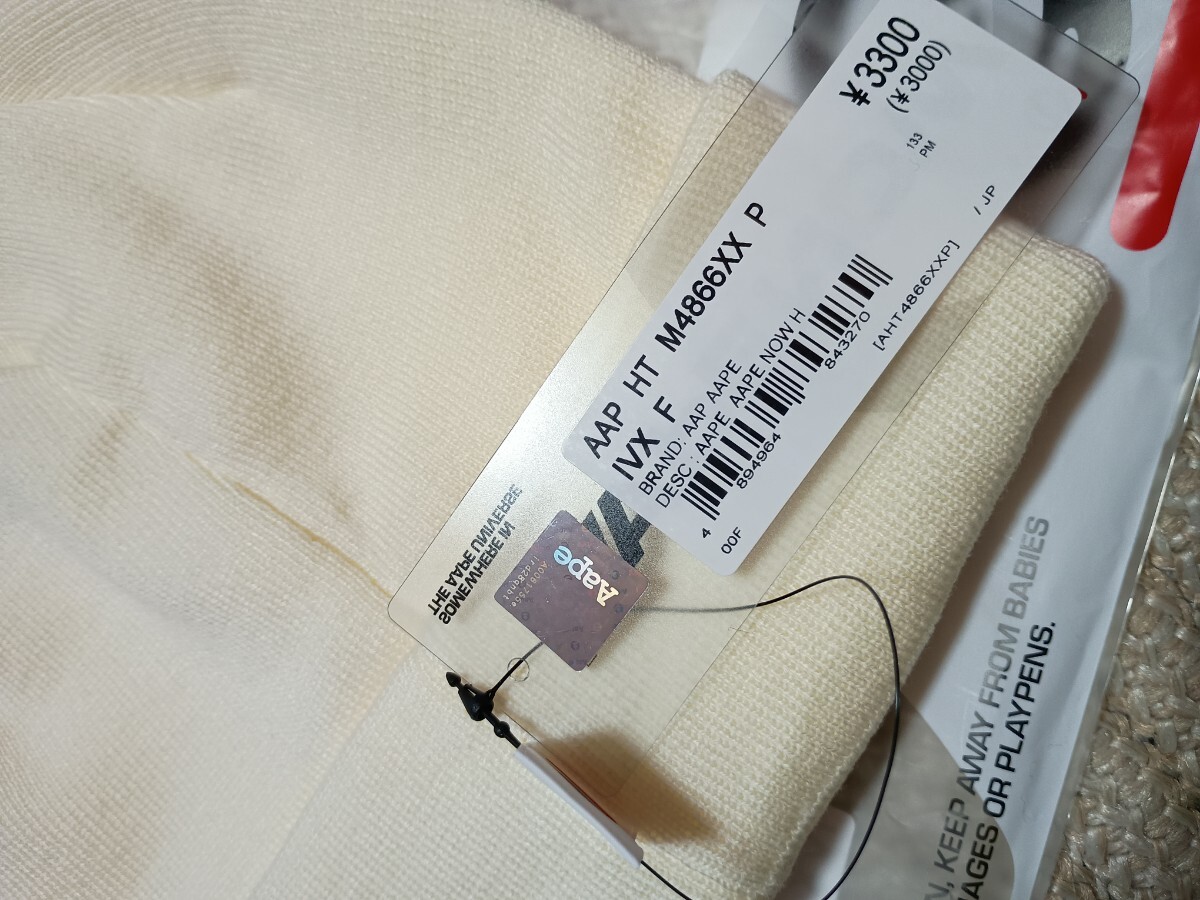 ¥3300
(¥3000)
133
PM
/ JP
AAP HT M4866XX P
IVX F
BRAND: AAP AAPE
DESC : AAPE AAPE NOW H
4 894964 843270
00F
[AHT4866XXP]
SOMEWHERE IN
THE AAPE UNIVERSE
Aape
N, KEEP AWAY FROM BABIES
AGES OR PLAYPENS.